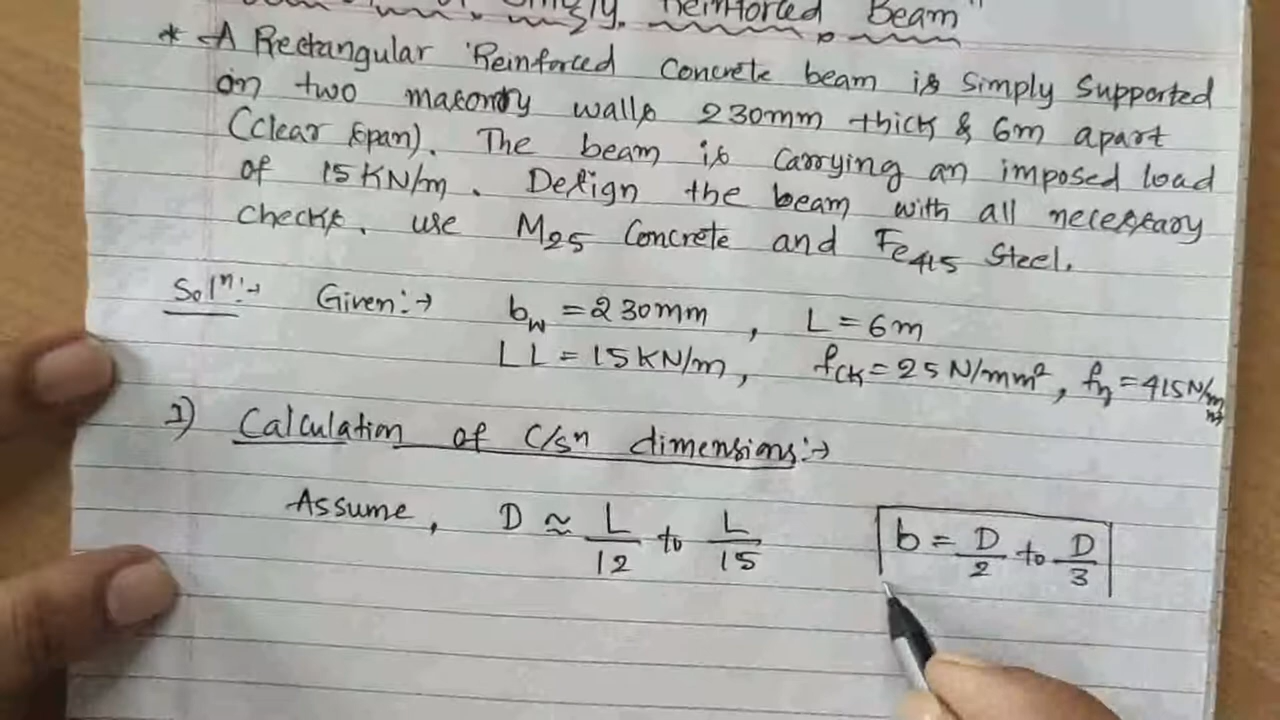 Reinforced Beam"
* A Rectangular Reinforced Concrete beam is Simply Supported
on two masonry walls 230mm thick & 6m apart
(clear span). The beam is carrying an imposed load
of 15 KN/m. Design the beam with all necessary
checks. use M25 Concrete and Fe415 Steel.
Solⁿ:→ Given:→ bw = 230mm, L = 6m
LL = 15KN/m, fck = 25 N/mm², fy = 415N/mm²
1) Calculation of C/sⁿ dimensions:→
Assume, D ≈ L/12 to L/15 b = D/2 to D/3